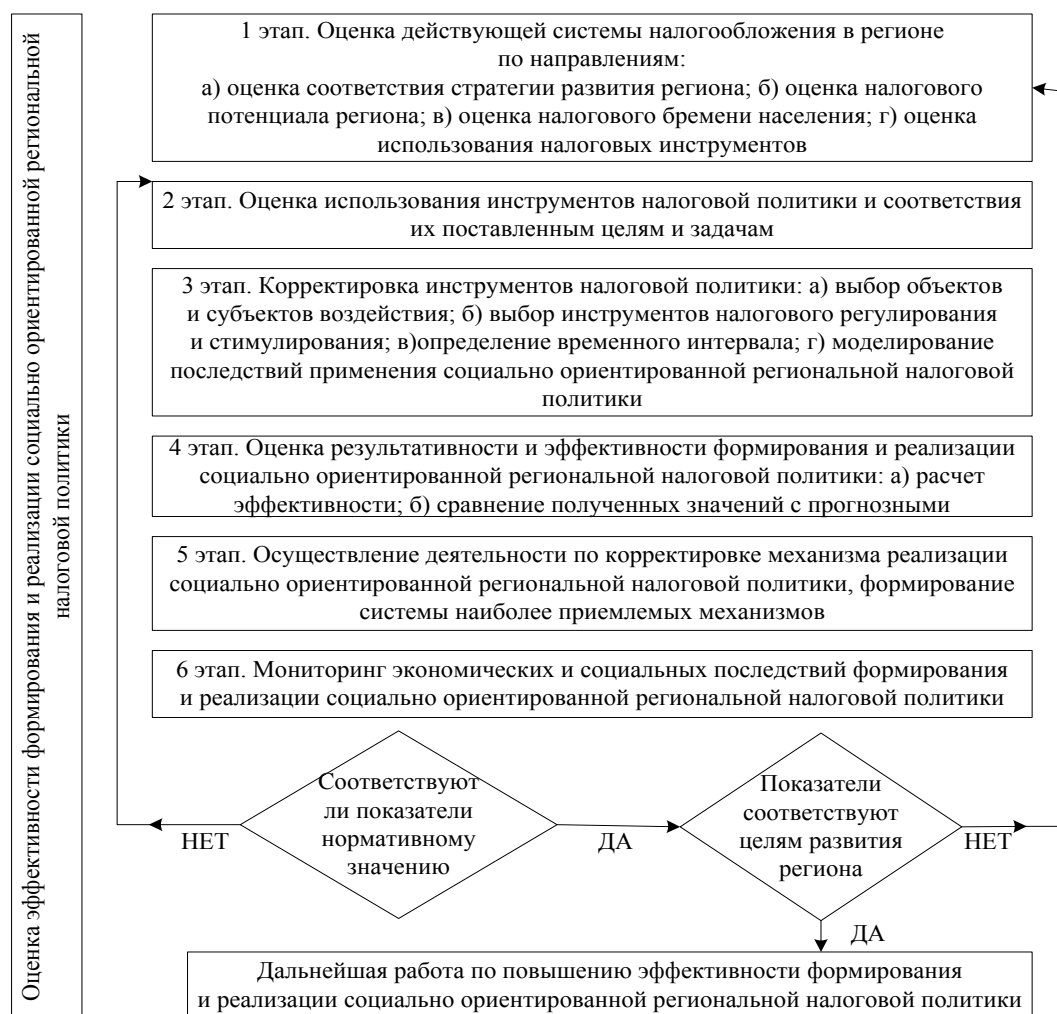 Оценка эффективности формирования и реализации социально ориентированной региональной
налоговой политики
1 этап. Оценка действующей системы налогообложения в регионе
по направлениям:
а) оценка соответствия стратегии развития региона; б) оценка налогового
потенциала региона; в) оценка налогового бремени населения; г) оценка
использования налоговых инструментов
2 этап. Оценка использования инструментов налоговой политики и соответствия
их поставленным целям и задачам
3 этап. Корректировка инструментов налоговой политики: а) выбор объектов
и субъектов воздействия; б) выбор инструментов налогового регулирования
и стимулирования; в)определение временного интервала; г) моделирование
последствий применения социально ориентированной региональной налоговой
политики
4 этап. Оценка результативности и эффективности формирования и реализации
социально ориентированной региональной налоговой политики: а) расчет
эффективности; б) сравнение полученных значений с прогнозными
5 этап. Осуществление деятельности по корректировке механизма реализации
социально ориентированной региональной налоговой политики, формирование
системы наиболее приемлемых механизмов
6 этап. Мониторинг экономических и социальных последствий формирования
и реализации социально ориентированной региональной налоговой политики
Соответствуют
ли показатели
нормативному
значению
НЕТ
ДА
Показатели
соответствуют
целям развития
региона
НЕТ
ДА
Дальнейшая работа по повышению эффективности формирования
и реализации социально ориентированной региональной налоговой политики